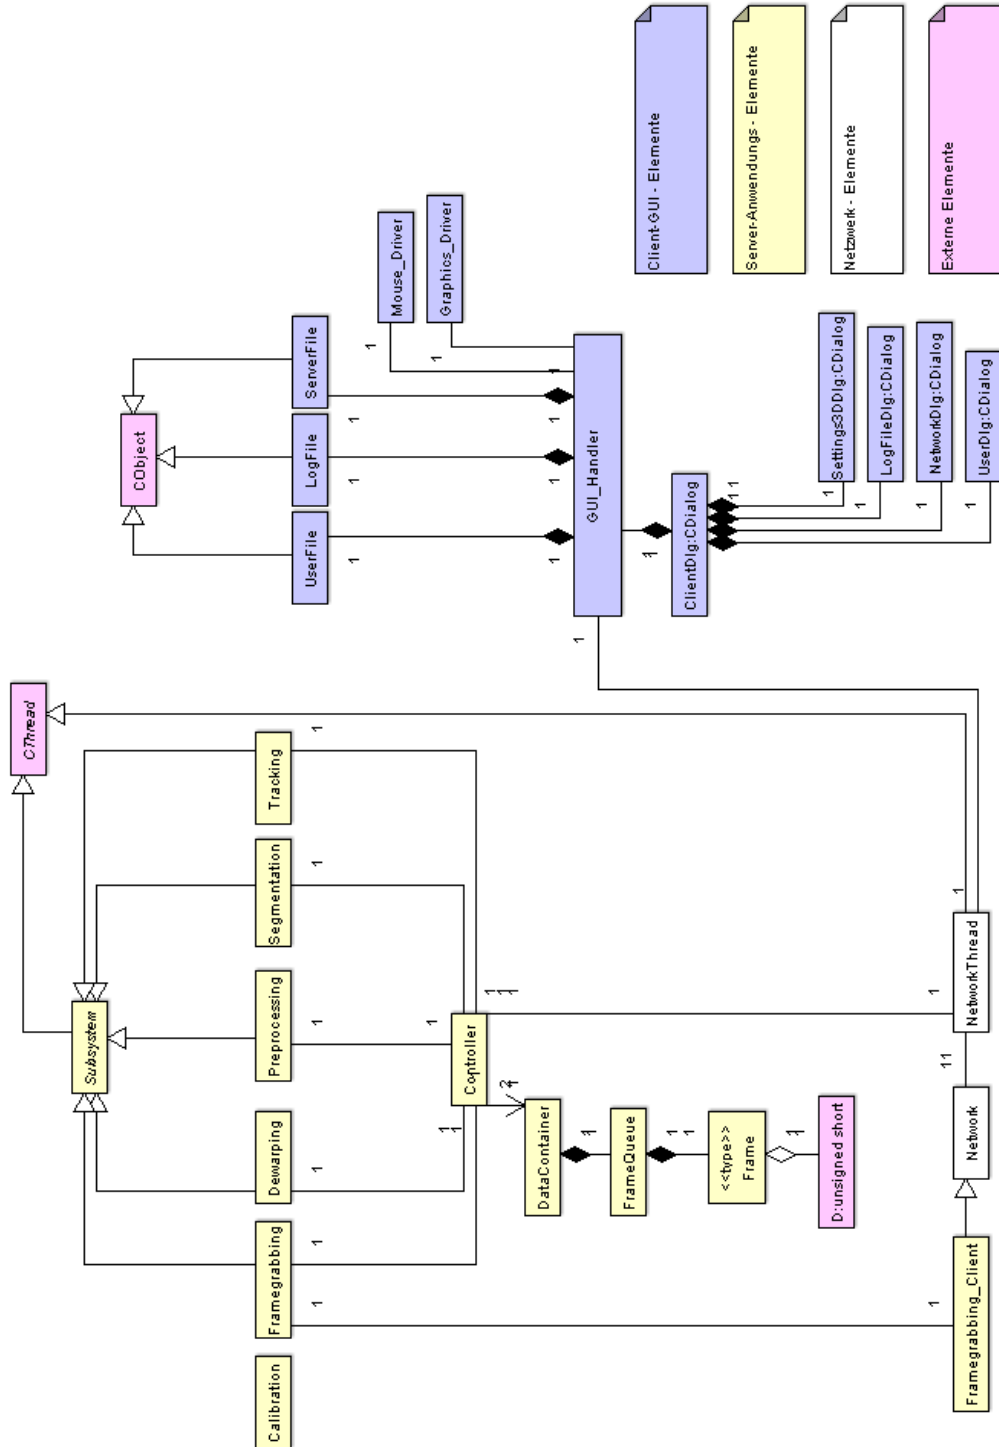 CThread
CObject
Subsystem
Calibration
Framegrabbing
Dewarping
Preprocessing
Segmentation
Tracking
UserFile
LogFile
ServerFile
Mouse_Driver
Graphics_Driver
1
1
1
1
1
1
1
1
1
1
1
Controller
1
1
1
1
1
1
2
1
DataContainer
1
FrameQueue
1
1
<<type>>
Frame
1
D:unsigned short
GUI_Handler
1
1
1
1
1
ClientDlg:CDialog
1
1
1
Settings3DDlg:CDialog
LogFileDlg:CDialog
NetworkDlg:CDialog
UserDlg:CDialog
1
1
1
1
Framegrabbing_Client
Network
NetworkThread
1
11
1
1
Client-GUI - Elemente
Server-Anwendungs - Elemente
Netzwerk - Elemente
Externe Elemente